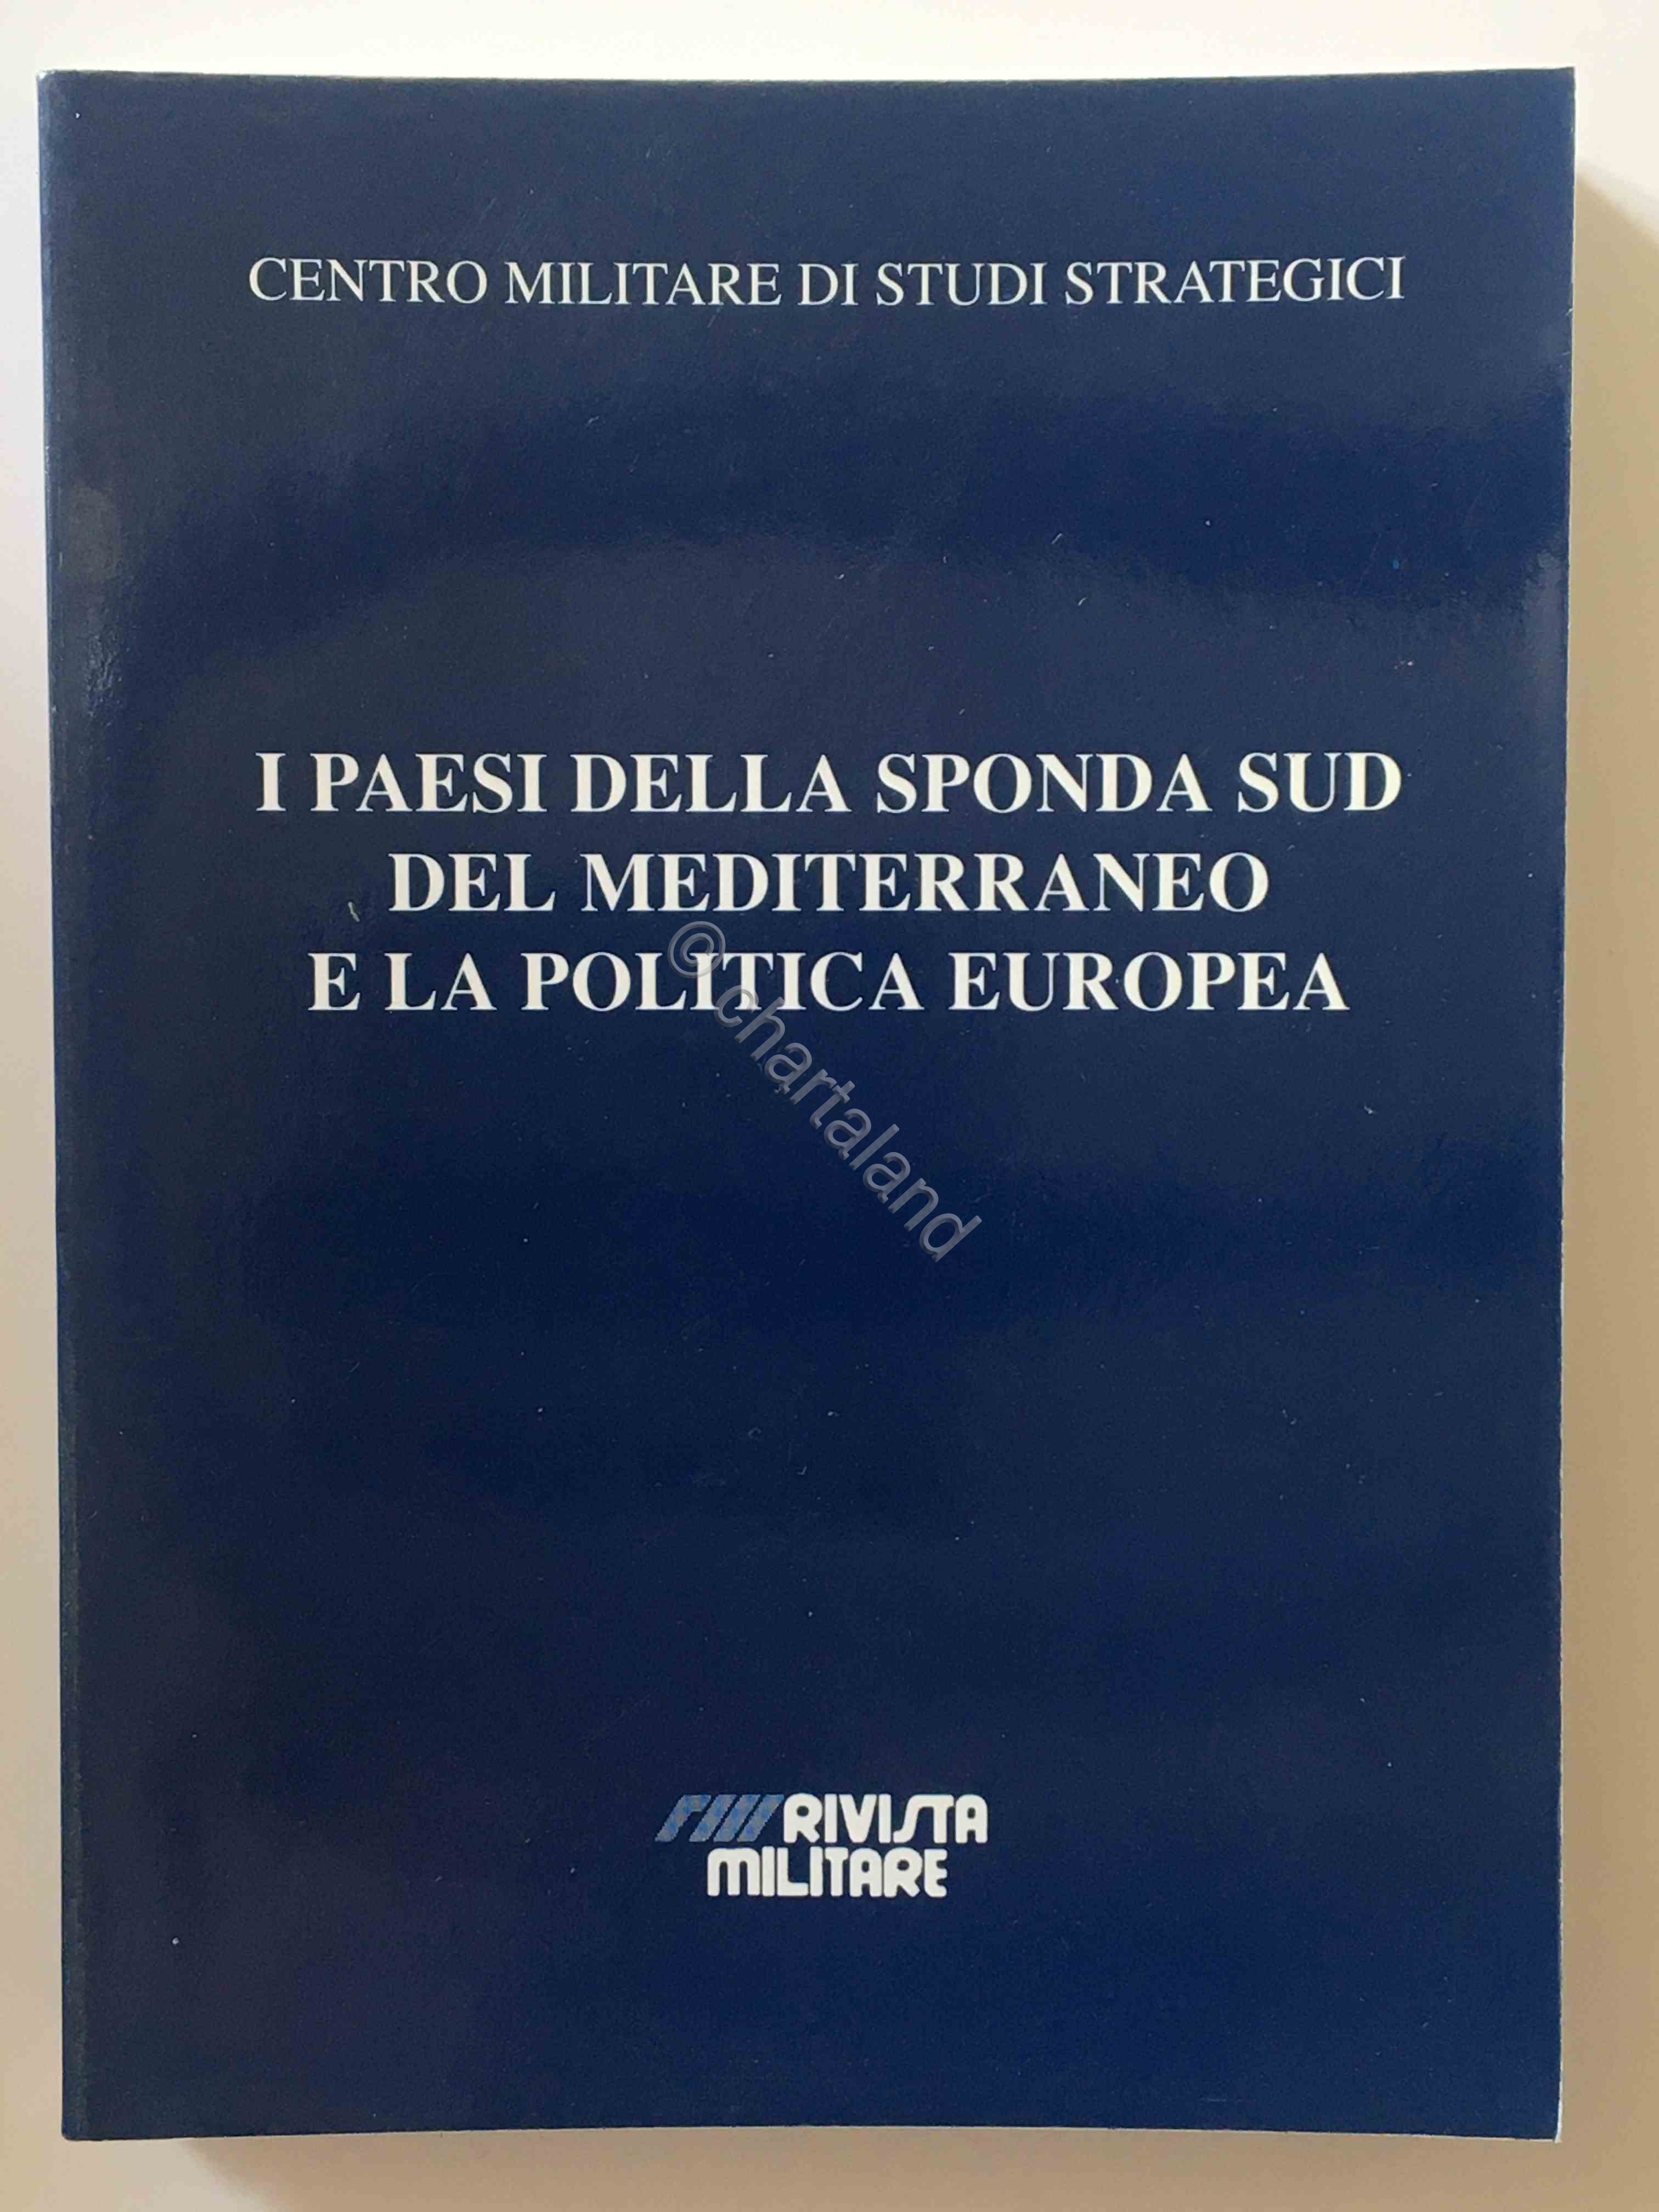 CENTRO MILITARE DI STUDI STRATEGICI
I PAESI DELLA SPONDA SUD
DEL MEDITERRANEO
E LA POLITICA EUROPEA
© chartaland
RIVISTA
MILITARE